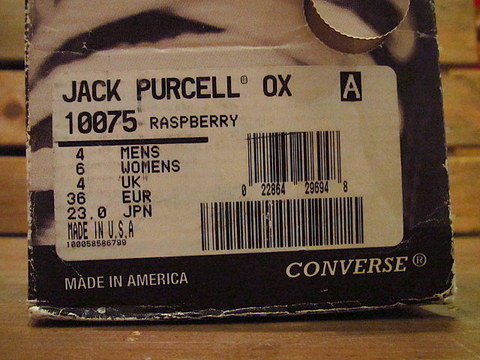 JACK PURCELL® OX A
10075 RASPBERRY
4 MENS
6 WOMENS
4 UK
36 EUR
23.0 JPN
MADE IN U.S.A
100058586799
0 22864 29694 8
MADE IN AMERICA
CONVERSE®